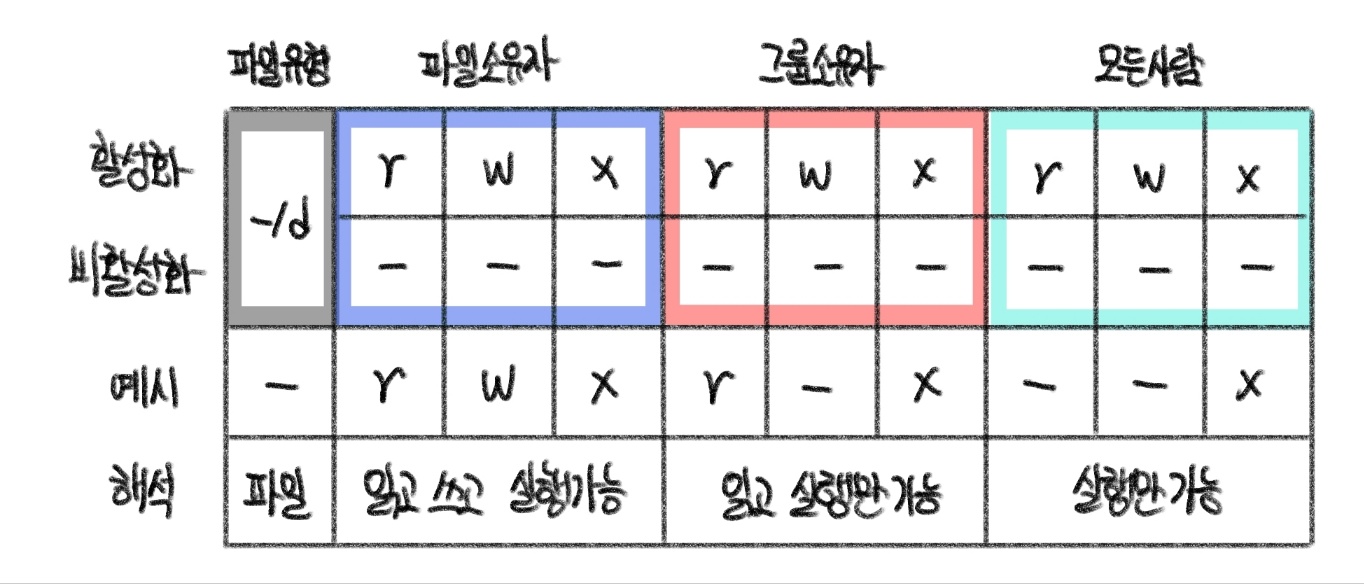 파일유형 파일소유자 그룹소유자 모든사람
활성화 r w x r w x r w x
-/d
비활성화 - - - - - - - - -
예시 - r w x r - x - - x
해석 파일 읽고 쓰고 실행가능 읽고 실행만 가능 실행만 가능